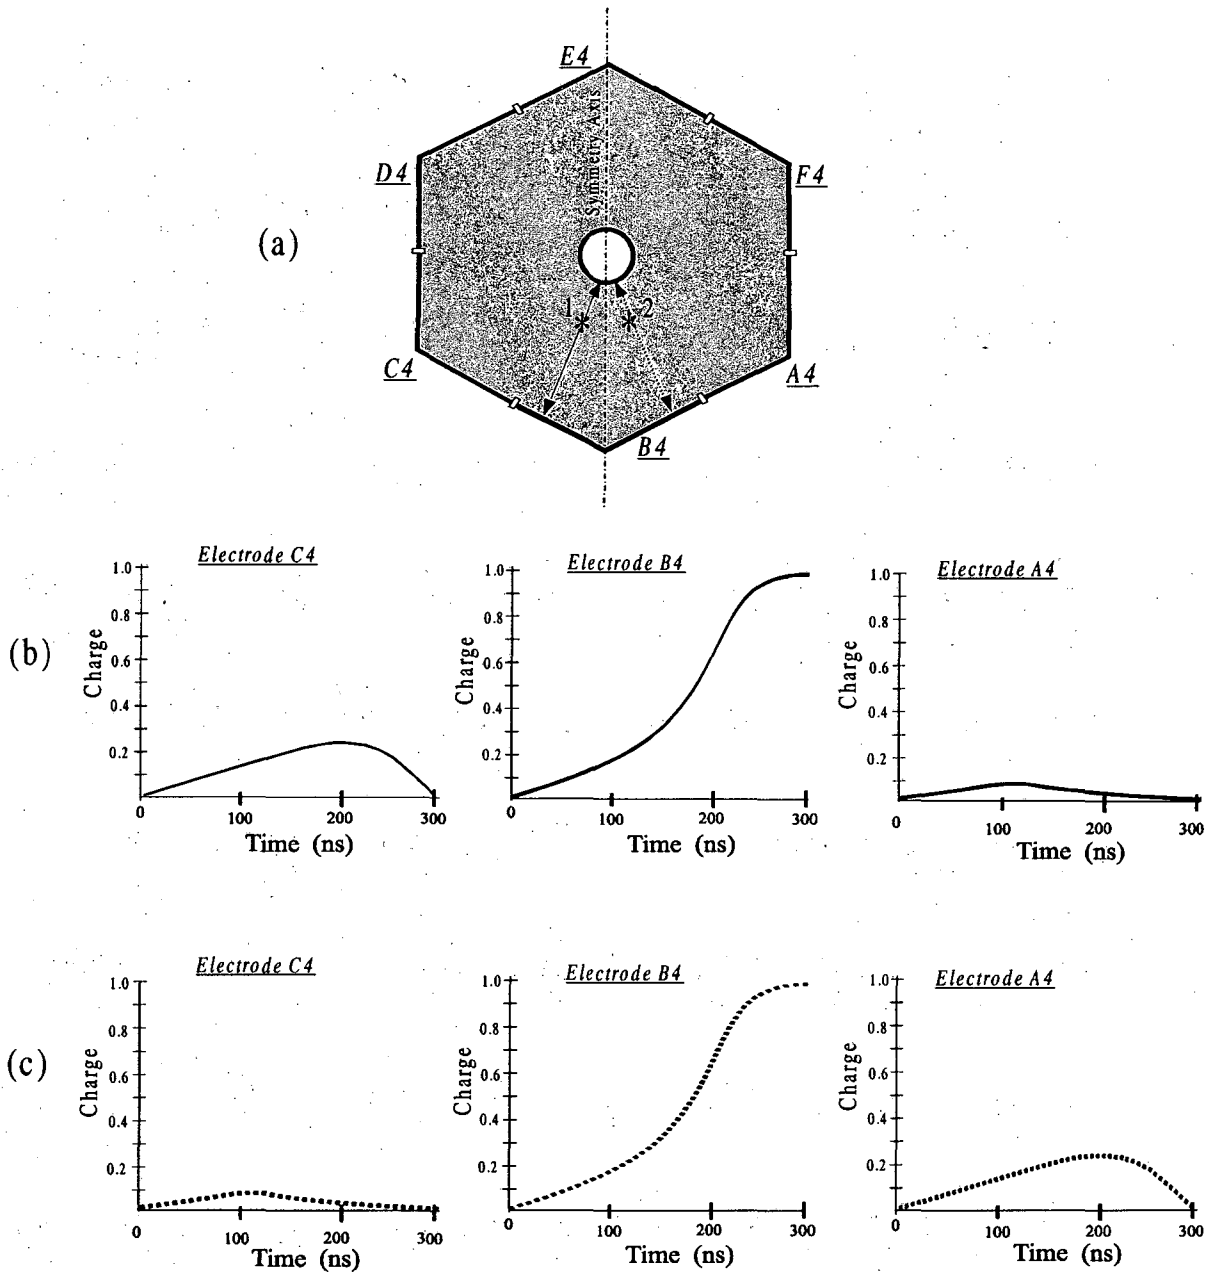 E4
Symmetry Axis
D4
F4
(a)
1
2
C4
A4
B4
(b)
Electrode C4
1.0
0.8
0.6
0.4
0.2
Charge
0
100
200
300
Time (ns)
Electrode B4
1.0
0.8
0.6
0.4
0.2
Charge
0
100
200
300
Time (ns)
Electrode A4
1.0
0.8
0.6
0.4
0.2
Charge
0
100
200
300
Time (ns)
(c)
Electrode C4
1.0
0.8
0.6
0.4
0.2
Charge
0
100
200
300
Time (ns)
Electrode B4
1.0
0.8
0.6
0.4
0.2
Charge
0
100
200
300
Time (ns)
Electrode A4
1.0
0.8
0.6
0.4
0.2
Charge
0
100
200
300
Time (ns)